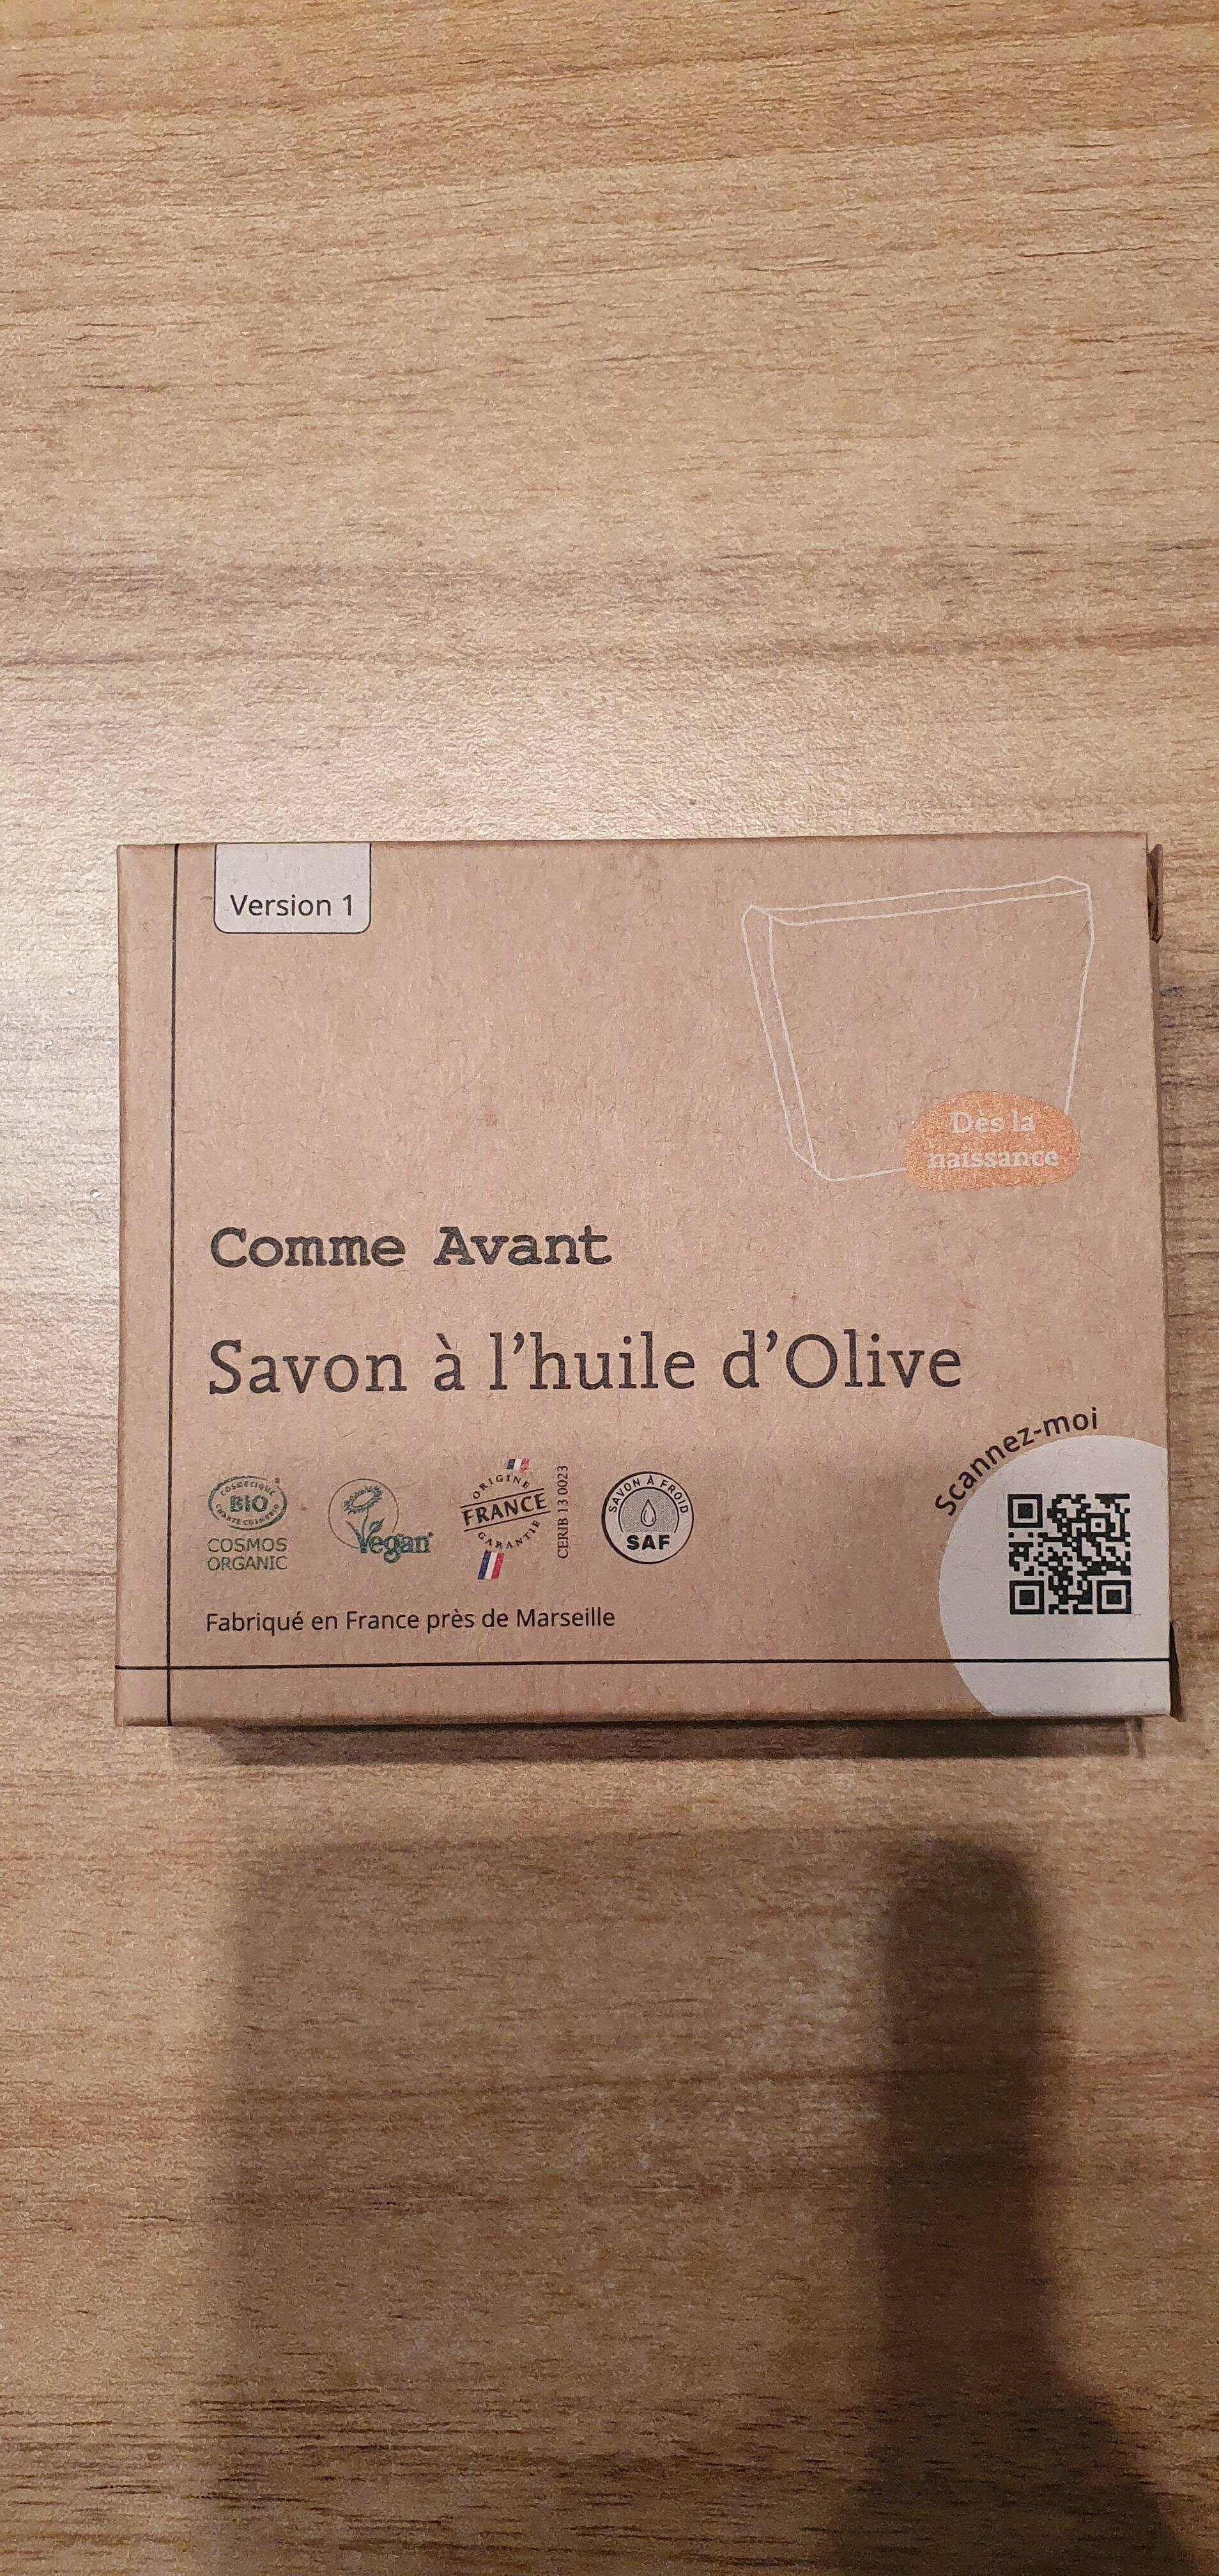 Version 1
Dès la
naissance
Comme Avant
Savon à l'huile d'Olive
Scannez-moi
COSMÉTIQUE
BIO
CHARTE COSMEBIO
COSMOS
ORGANIC
Vegan
ORIGINE
FRANCE
GARANTIE
CERIB 13 0023
SAVON À FROID
SAF
Fabriqué en France près de Marseille